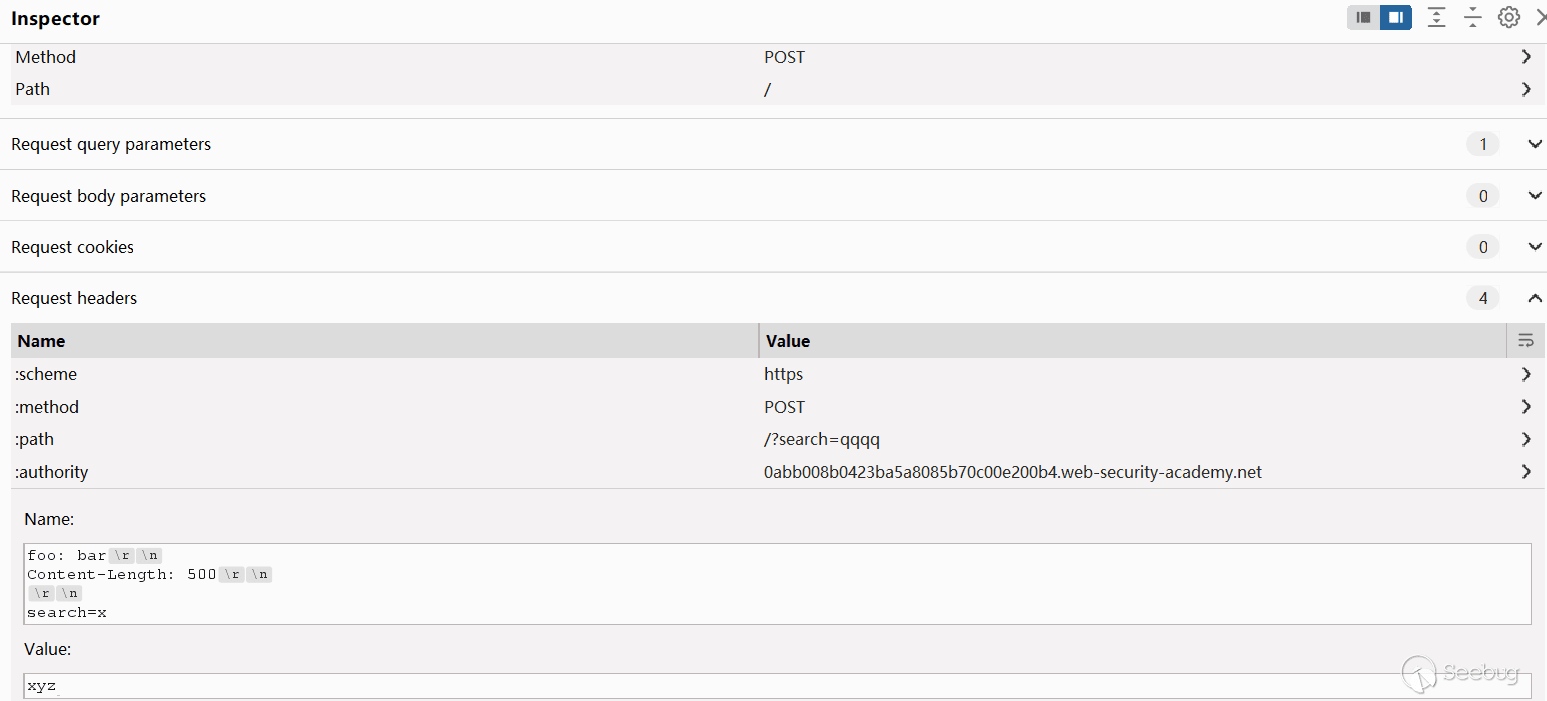 Inspector
Method POST
Path /
Request query parameters 1
Request body parameters 0
Request cookies 0
Request headers 4
Name Value
:scheme https
:method POST
:path /?search=qqqq
:authority 0abb008b0423ba5a8085b70c00e200b4.web-security-academy.net
Name:
foo: bar\r\n
Content-Length: 500\r\n
\r\n
search=x
Value:
xyz
Seebug